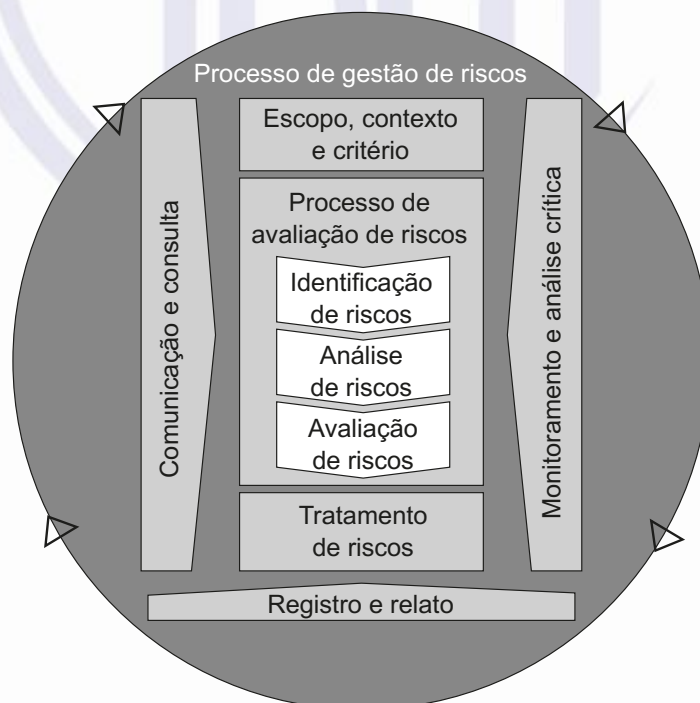 Processo de gestão de riscos
Escopo, contexto
e critério
Processo de
avaliação de riscos
Identificação
de riscos
Análise
de riscos
Avaliação
de riscos
Tratamento
de riscos
Comunicação e consulta
Monitoramento e análise crítica
Registro e relato